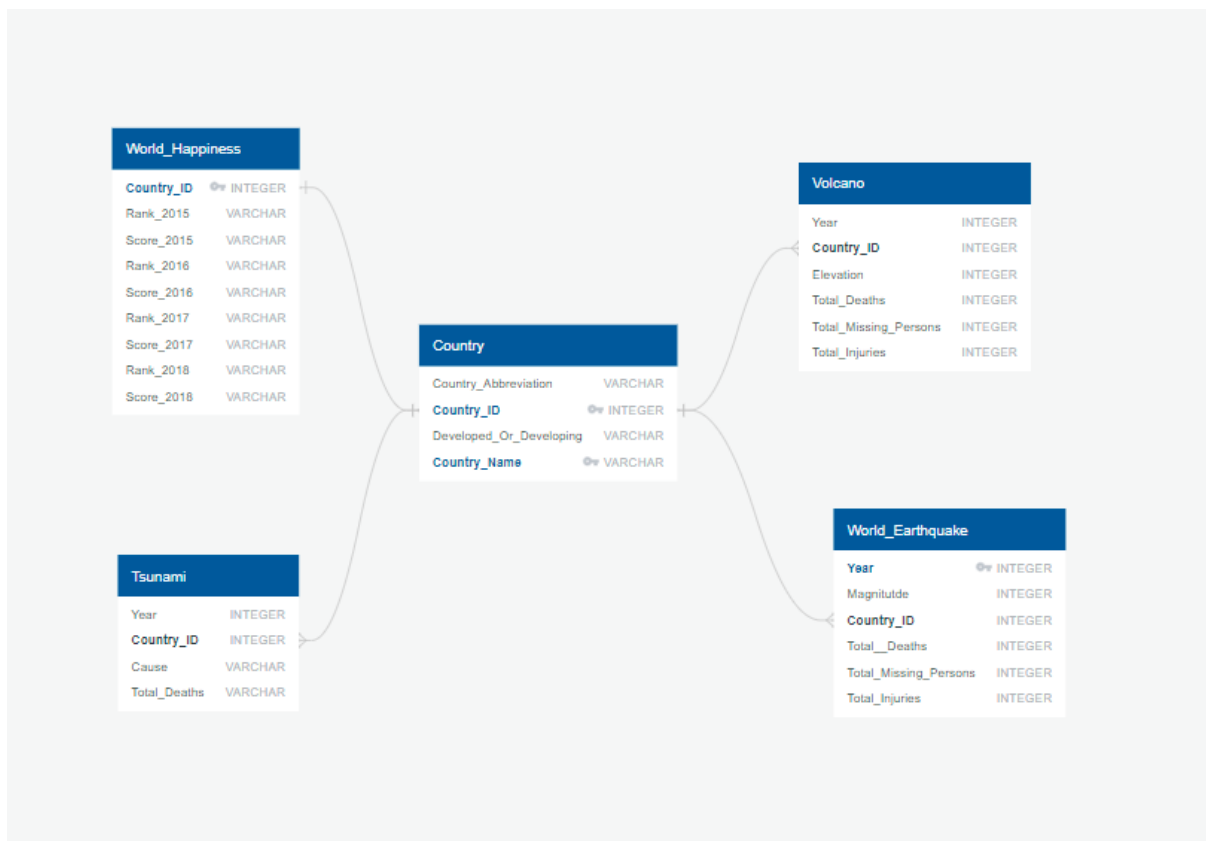 World_Happiness
Country_ID INTEGER
Rank_2015 VARCHAR
Score_2015 VARCHAR
Rank_2016 VARCHAR
Score_2016 VARCHAR
Rank_2017 VARCHAR
Score_2017 VARCHAR
Rank_2018 VARCHAR
Score_2018 VARCHAR
Volcano
Year INTEGER
Country_ID INTEGER
Elevation INTEGER
Total_Deaths INTEGER
Total_Missing_Persons INTEGER
Total_Injuries INTEGER
Country
Country_Abbreviation VARCHAR
Country_ID INTEGER
Developed_Or_Developing VARCHAR
Country_Name VARCHAR
Tsunami
Year INTEGER
Country_ID INTEGER
Cause VARCHAR
Total_Deaths VARCHAR
World_Earthquake
Year INTEGER
Magnitutde INTEGER
Country_ID INTEGER
Total__Deaths INTEGER
Total_Missing_Persons INTEGER
Total_Injuries INTEGER